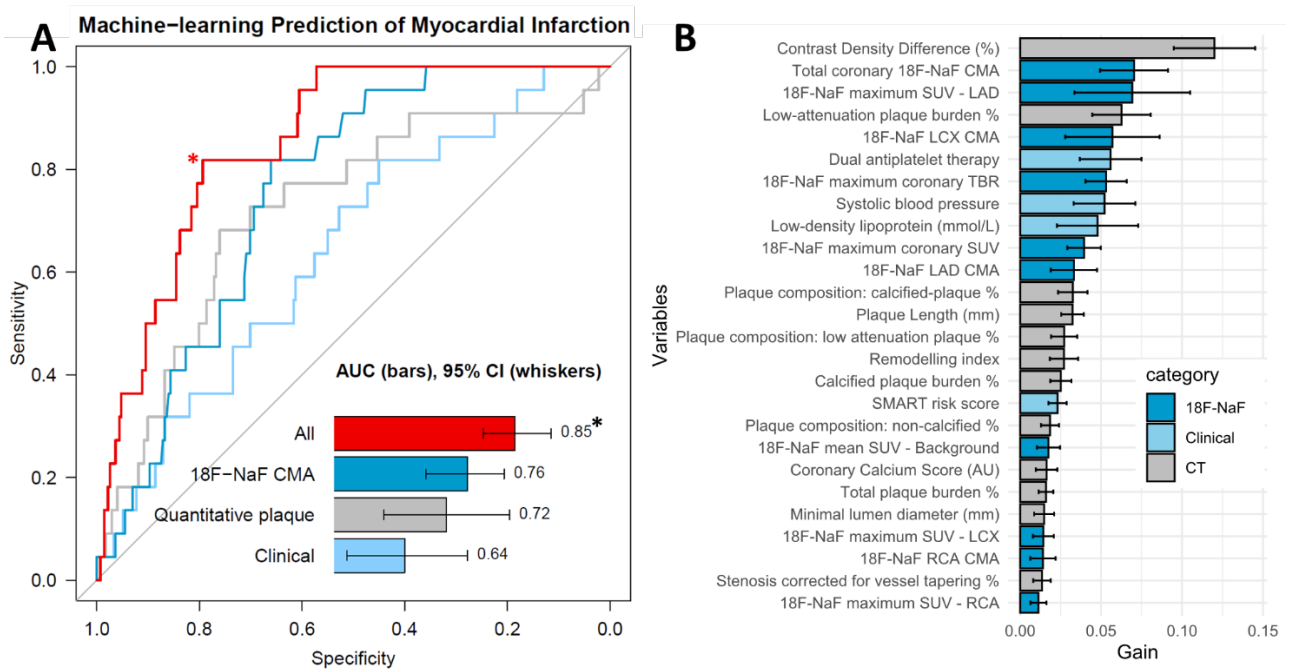 A
Machine-learning Prediction of Myocardial Infarction
Sensitivity
1.0
0.8
0.6
0.4
0.2
0.0
*
AUC (bars), 95% CI (whiskers)
All 0.85*
18F-NaF CMA 0.76
Quantitative plaque 0.72
Clinical 0.64
1.0 0.8 0.6 0.4 0.2 0.0
Specificity
B
Variables
Contrast Density Difference (%)
Total coronary 18F-NaF CMA
18F-NaF maximum SUV - LAD
Low-attenuation plaque burden %
18F-NaF LCX CMA
Dual antiplatelet therapy
18F-NaF maximum coronary TBR
Systolic blood pressure
Low-density lipoprotein (mmol/L)
18F-NaF maximum coronary SUV
18F-NaF LAD CMA
Plaque composition: calcified-plaque %
Plaque Length (mm)
Plaque composition: low attenuation plaque %
Remodelling index
Calcified plaque burden %
SMART risk score
Plaque composition: non-calcified %
18F-NaF mean SUV - Background
Coronary Calcium Score (AU)
Total plaque burden %
Minimal lumen diameter (mm)
18F-NaF maximum SUV - LCX
18F-NaF RCA CMA
Stenosis corrected for vessel tapering %
18F-NaF maximum SUV - RCA
category
18F-NaF
Clinical
CT
0.00 0.05 0.10 0.15
Gain